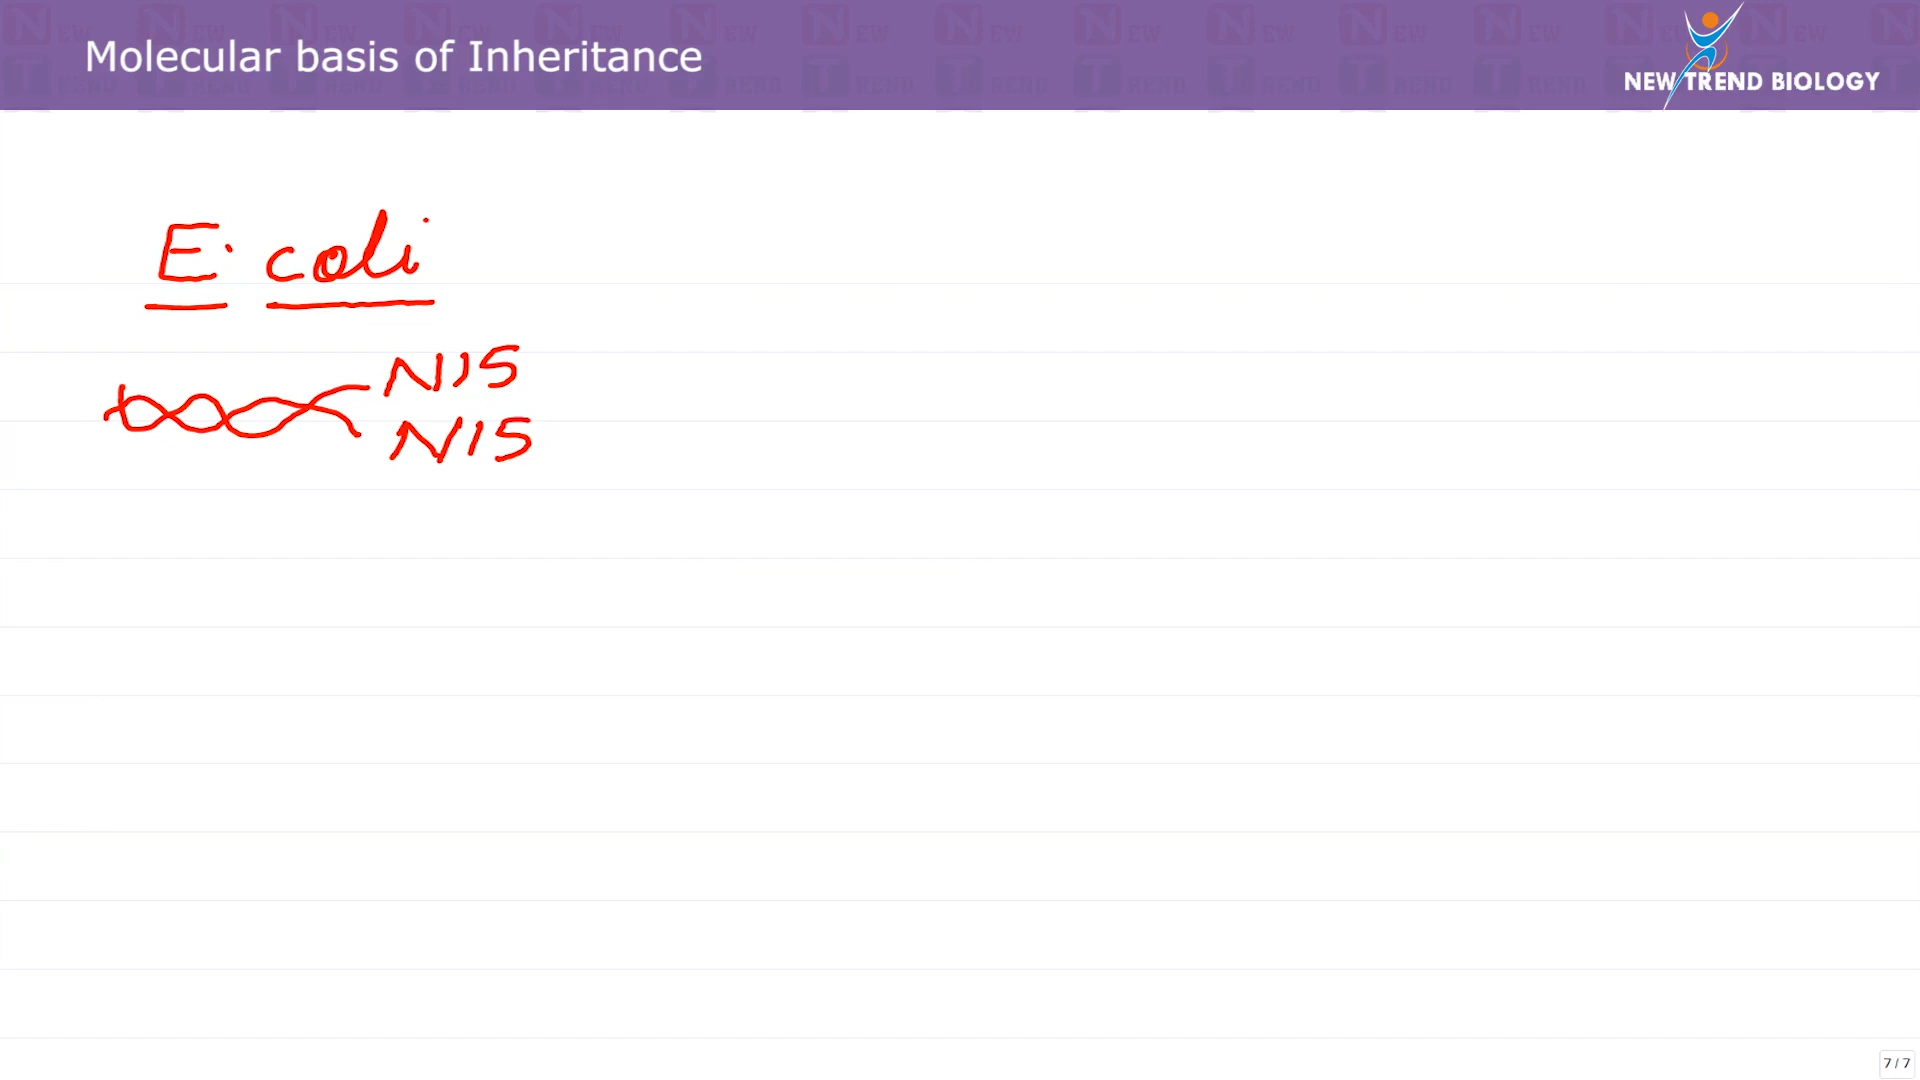 Molecular basis of Inheritance
NEW TREND BIOLOGY
E. coli
N15
N15
7 / 7